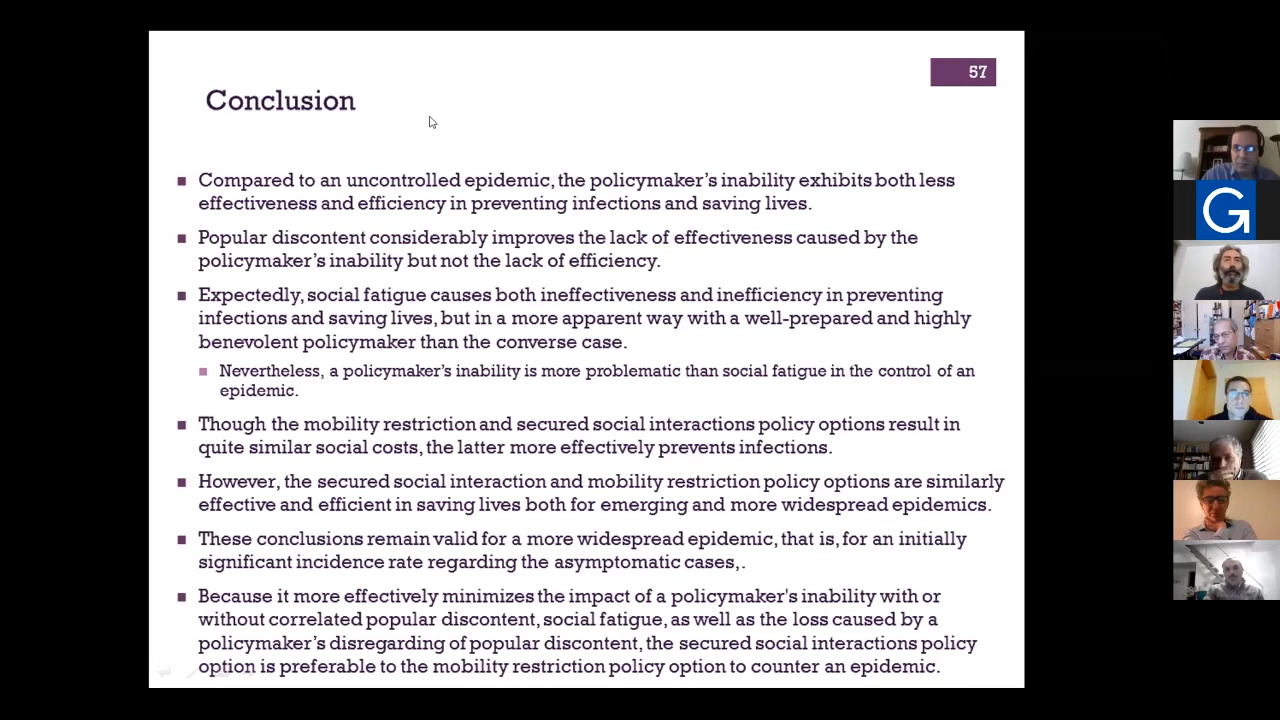 57
Conclusion
Compared to an uncontrolled epidemic, the policymaker's inability exhibits both less
effectiveness and efficiency in preventing infections and saving lives.
Popular discontent considerably improves the lack of effectiveness caused by the
policymaker's inability but not the lack of efficiency.
Expectedly, social fatigue causes both ineffectiveness and inefficiency in preventing
infections and saving lives, but in a more apparent way with a well-prepared and highly
benevolent policymaker than the converse case.
Nevertheless, a policymaker's inability is more problematic than social fatigue in the control of an
epidemic.
Though the mobility restriction and secured social interactions policy options result in
quite similar social costs, the latter more effectively prevents infections.
However, the secured social interaction and mobility restriction policy options are similarly
effective and efficient in saving lives both for emerging and more widespread epidemics.
These conclusions remain valid for a more widespread epidemic, that is, for an initially
significant incidence rate regarding the asymptomatic cases,.
Because it more effectively minimizes the impact of a policymaker's inability with or
without correlated popular discontent, social fatigue, as well as the loss caused by a
policymaker's disregarding of popular discontent, the secured social interactions policy
option is preferable to the mobility restriction policy option to counter an epidemic.
G